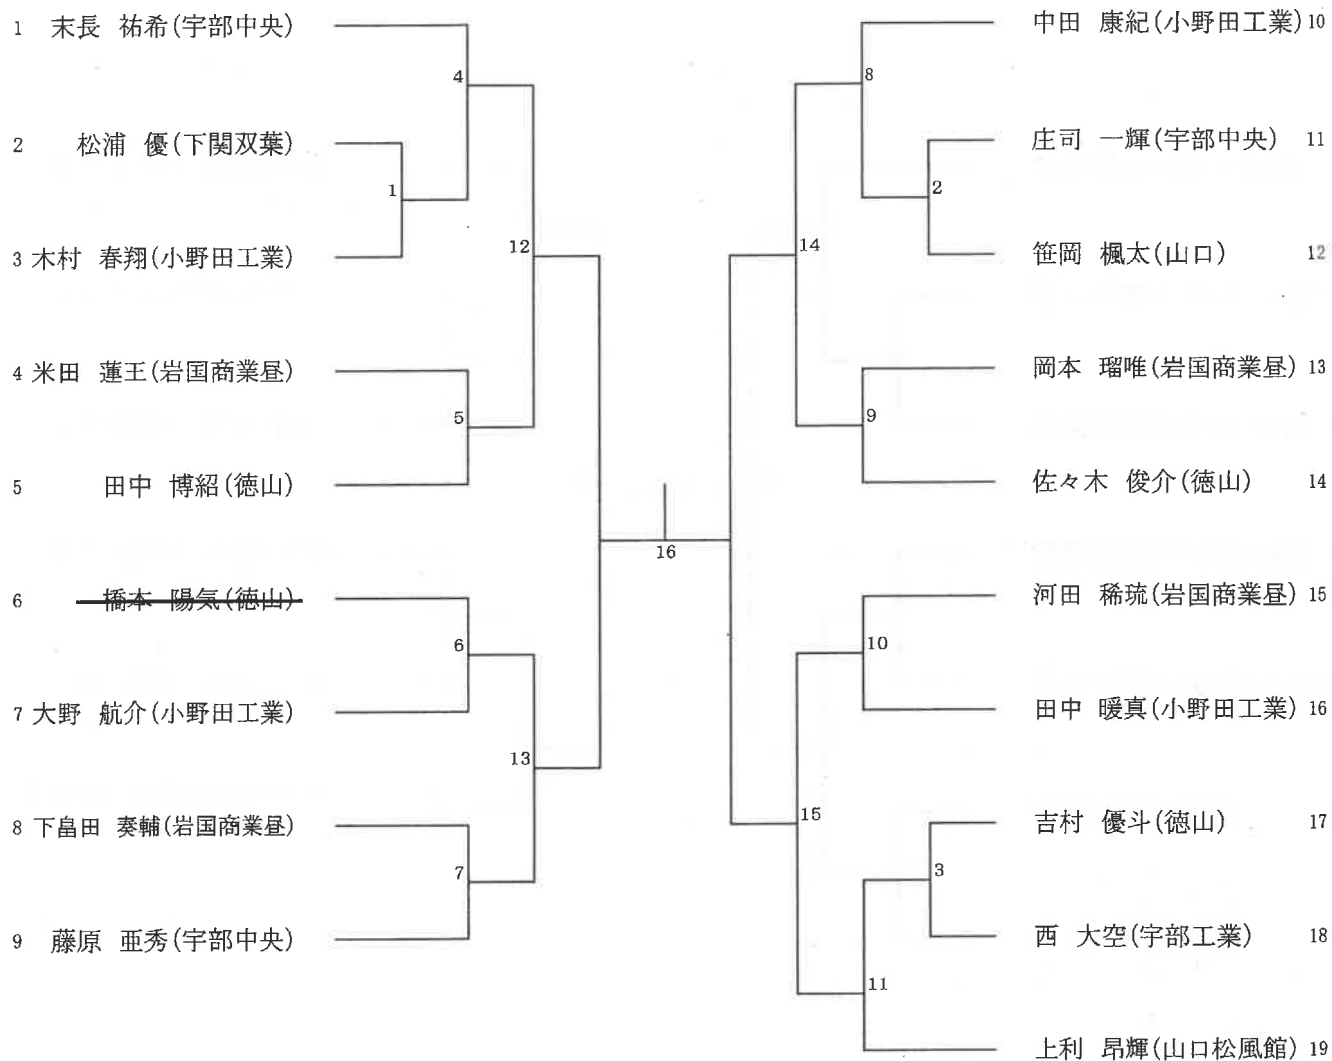 1 末長 祐希(宇部中央)
2 松浦 優(下関双葉)
3 木村 春翔(小野田工業)
4 米田 蓮王(岩国商業昼)
5 田中 博紹(徳山)
6 橋本 陽気(徳山)
7 大野 航介(小野田工業)
8 下畠田 奏輔(岩国商業昼)
9 藤原 亜秀(宇部中央)
4
1
12
5
6
13
7
16
8
2
14
9
10
15
3
11
中田 康紀(小野田工業) 10
庄司 一輝(宇部中央) 11
笹岡 楓太(山口) 12
岡本 瑠唯(岩国商業昼) 13
佐々木 俊介(徳山) 14
河田 稀琉(岩国商業昼) 15
田中 暖真(小野田工業) 16
吉村 優斗(徳山) 17
西 大空(宇部工業) 18
上利 昂輝(山口松風館) 19